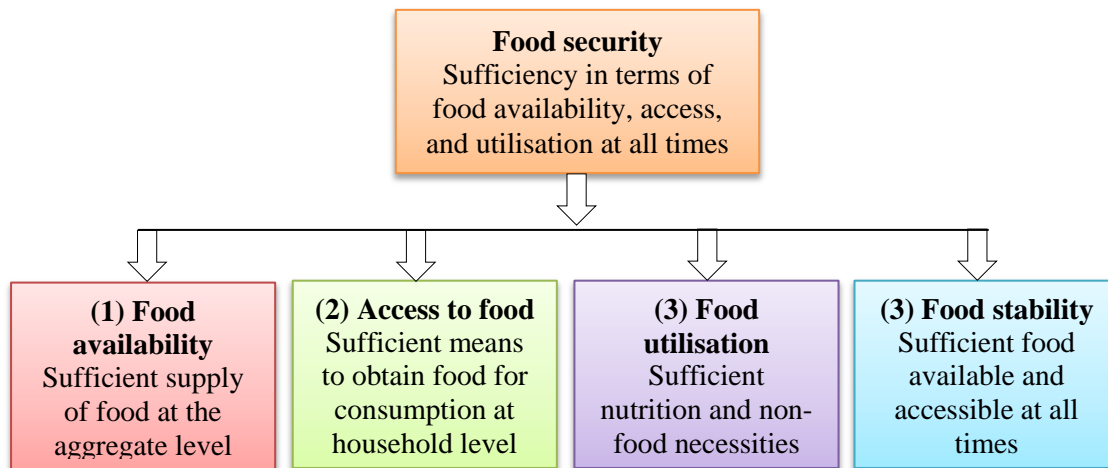 Food security
Sufficiency in terms of
food availability, access,
and utilisation at all times
(1) Food
availability
Sufficient supply
of food at the
aggregate level
(2) Access to food
Sufficient means
to obtain food for
consumption at
household level
(3) Food
utilisation
Sufficient
nutrition and non-
food necessities
(3) Food stability
Sufficient food
available and
accessible at all
times